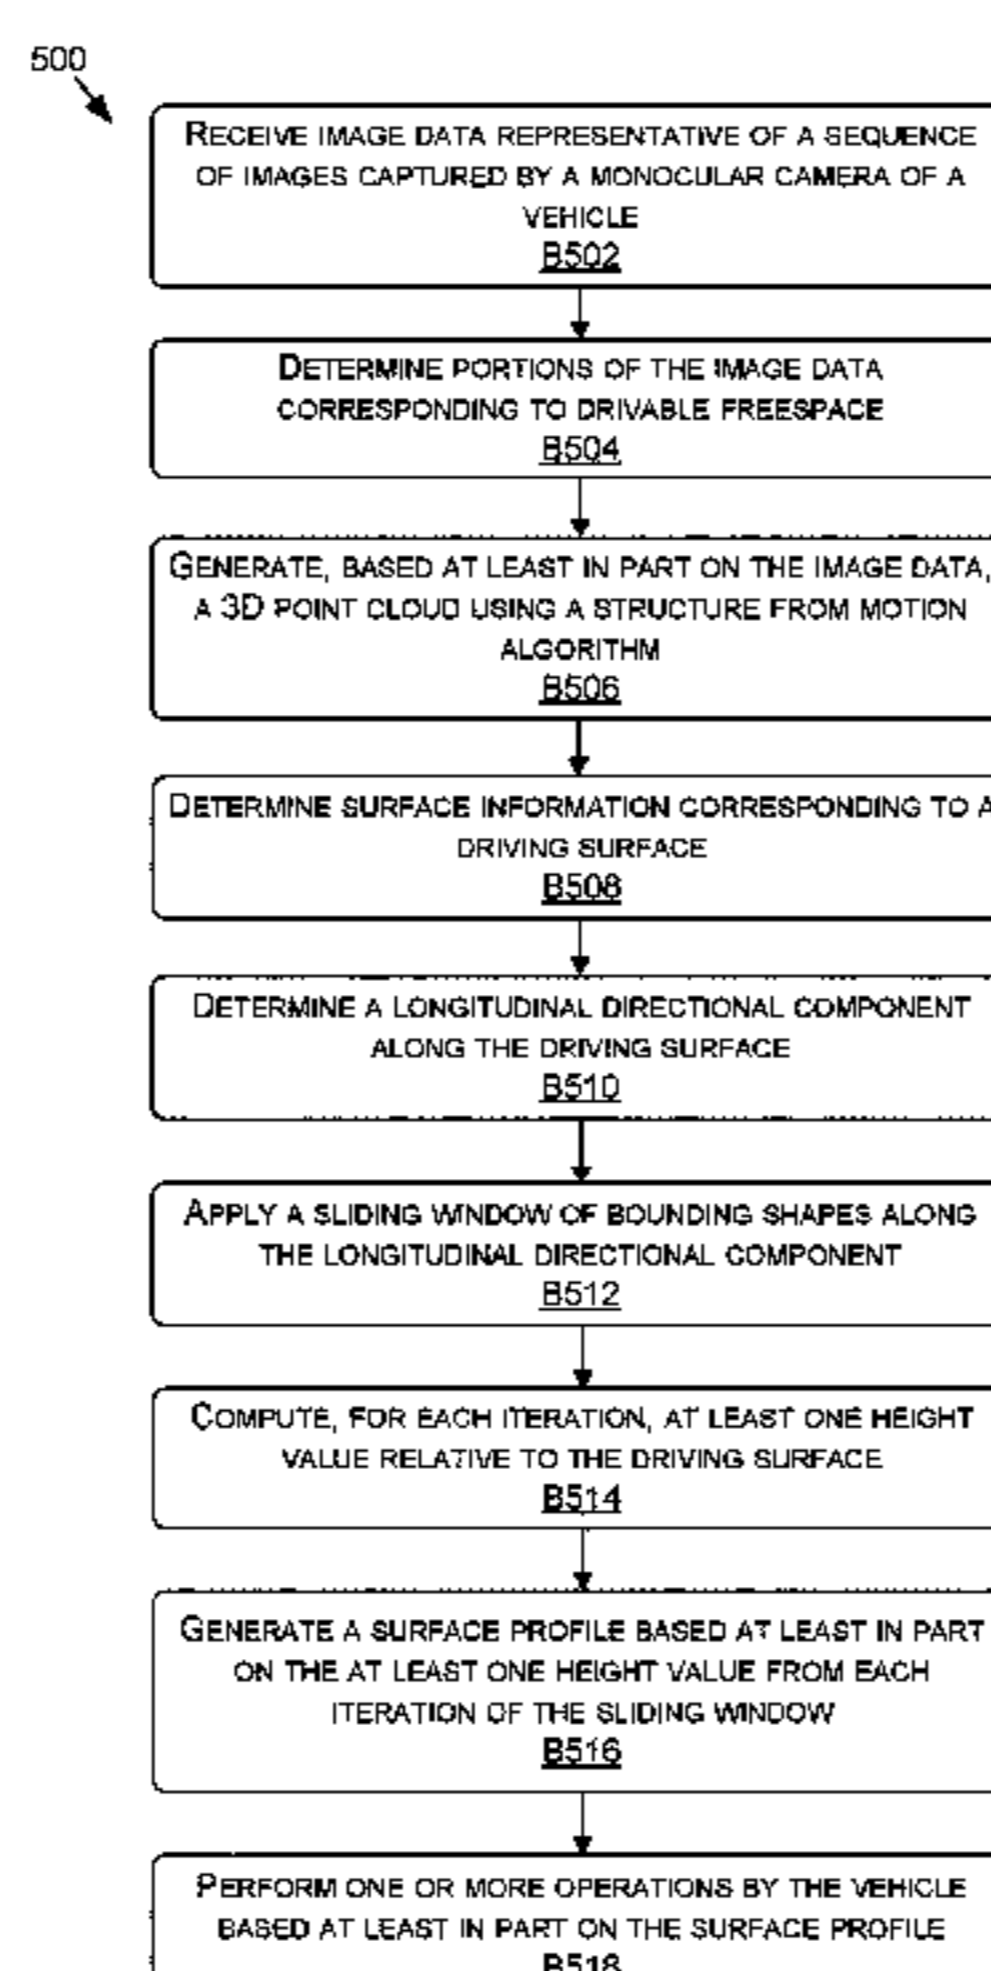 500
RECEIVE IMAGE DATA REPRESENTATIVE OF A SEQUENCE
OF IMAGES CAPTURED BY A MONOCULAR CAMERA OF A
VEHICLE
B502
DETERMINE PORTIONS OF THE IMAGE DATA
CORRESPONDING TO DRIVABLE FREESPACE
B504
GENERATE, BASED AT LEAST IN PART ON THE IMAGE DATA,
A 3D POINT CLOUD USING A STRUCTURE FROM MOTION
ALGORITHM
B506
DETERMINE SURFACE INFORMATION CORRESPONDING TO A
DRIVING SURFACE
B508
DETERMINE A LONGITUDINAL DIRECTIONAL COMPONENT
ALONG THE DRIVING SURFACE
B510
APPLY A SLIDING WINDOW OF BOUNDING SHAPES ALONG
THE LONGITUDINAL DIRECTIONAL COMPONENT
B512
COMPUTE, FOR EACH ITERATION, AT LEAST ONE HEIGHT
VALUE RELATIVE TO THE DRIVING SURFACE
B514
GENERATE A SURFACE PROFILE BASED AT LEAST IN PART
ON THE AT LEAST ONE HEIGHT VALUE FROM EACH
ITERATION OF THE SLIDING WINDOW
B516
PERFORM ONE OR MORE OPERATIONS BY THE VEHICLE
BASED AT LEAST IN PART ON THE SURFACE PROFILE
B518